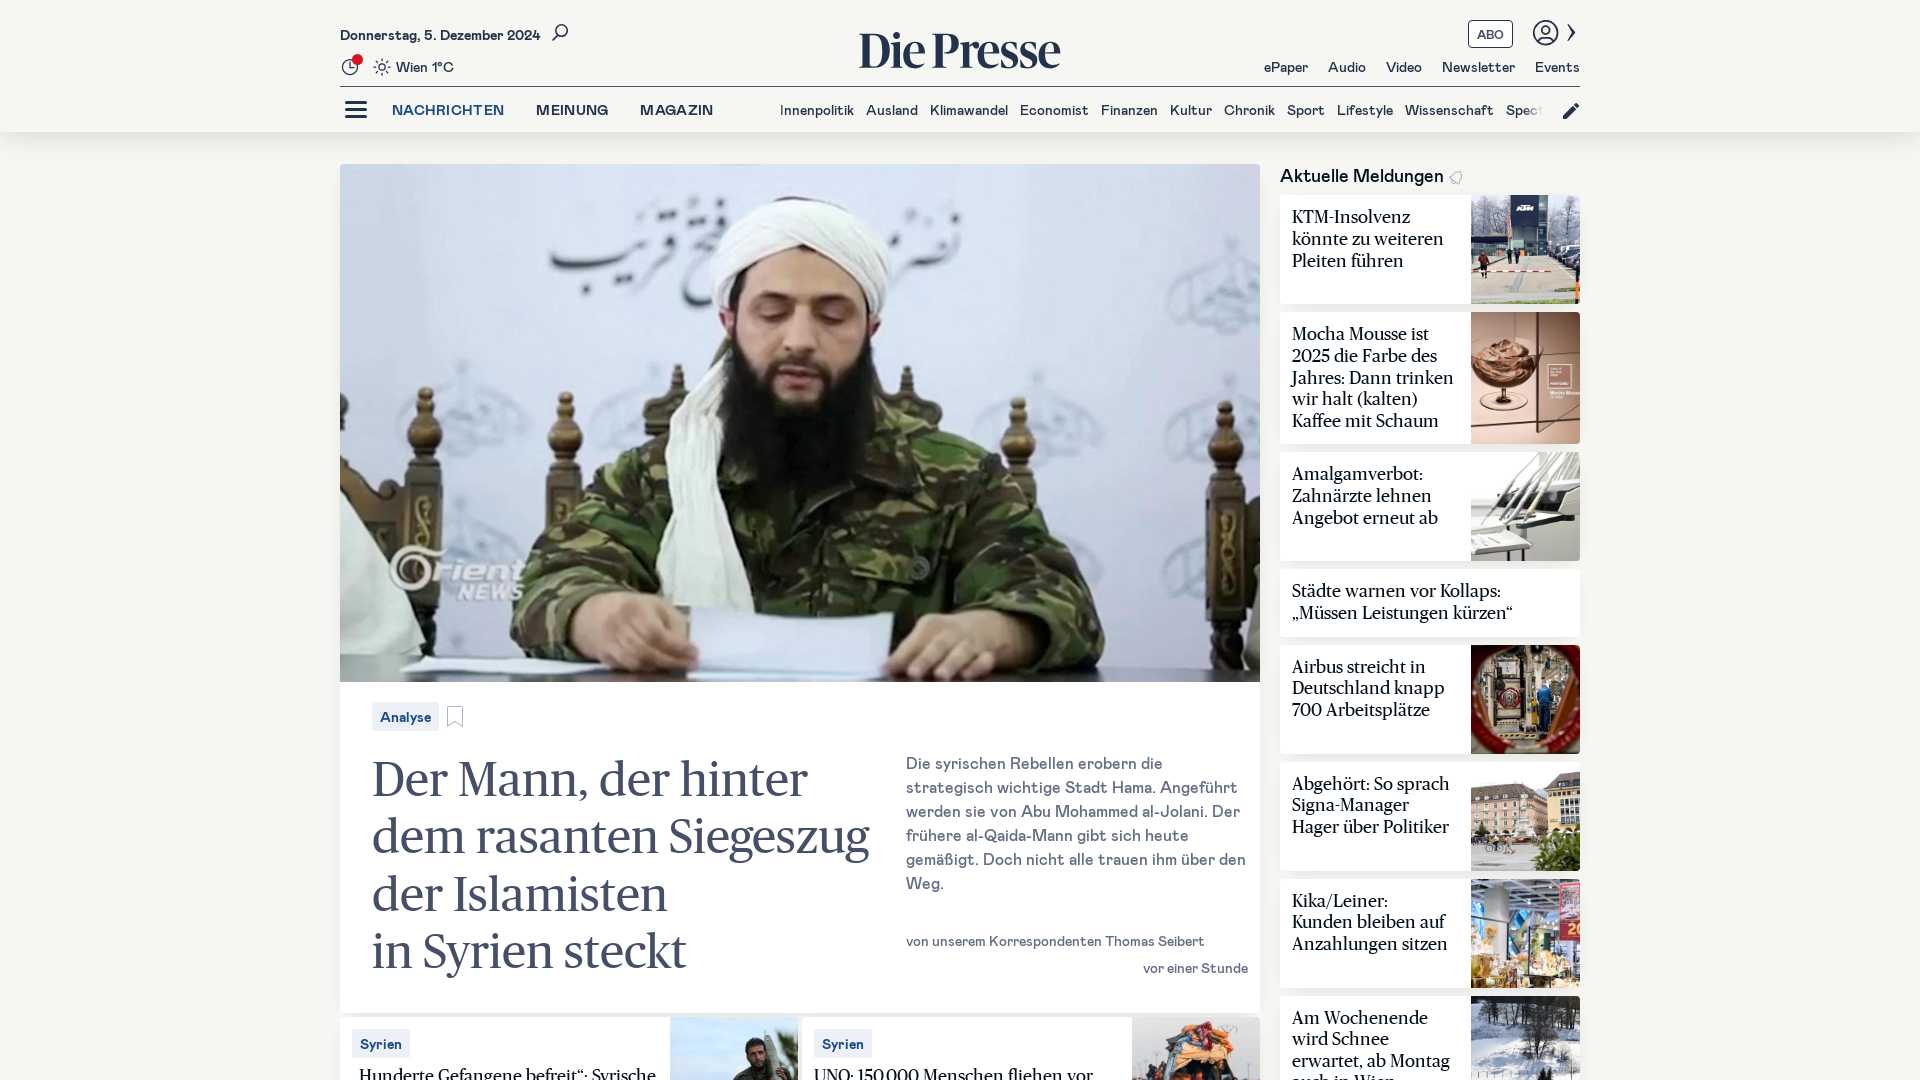 Donnerstag, 5. Dezember 2024
Wien 1°C
Die Presse
ABO
ePaper Audio Video Newsletter Events
NACHRICHTEN MEINUNG MAGAZIN
Innenpolitik Ausland Klimawandel Economist Finanzen Kultur Chronik Sport Lifestyle Wissenschaft Spect
Orient
NEWS
Analyse
Der Mann, der hinter
dem rasanten Siegeszug
der Islamisten
in Syrien steckt
Die syrischen Rebellen erobern die
strategisch wichtige Stadt Hama. Angeführt
werden sie von Abu Mohammed al-Jolani. Der
frühere al-Qaida-Mann gibt sich heute
gemäßigt. Doch nicht alle trauen ihm über den
Weg.
von unserem Korrespondenten Thomas Seibert
vor einer Stunde
Syrien
Hunderte Gefangene befreit“: Syrische
Syrien
UNO: 150.000 Menschen fliehen vor
Aktuelle Meldungen
KTM-Insolvenz
könnte zu weiteren
Pleiten führen
KTM
Mocha Mousse ist
2025 die Farbe des
Jahres: Dann trinken
wir halt (kalten)
Kaffee mit Schaum
Amalgamverbot:
Zahnärzte lehnen
Angebot erneut ab
Städte warnen vor Kollaps:
„Müssen Leistungen kürzen“
Airbus streicht in
Deutschland knapp
700 Arbeitsplätze
Abgehört: So sprach
Signa-Manager
Hager über Politiker
Kika/Leiner:
Kunden bleiben auf
Anzahlungen sitzen
20
Am Wochenende
wird Schnee
erwartet, ab Montag
auch in Wien